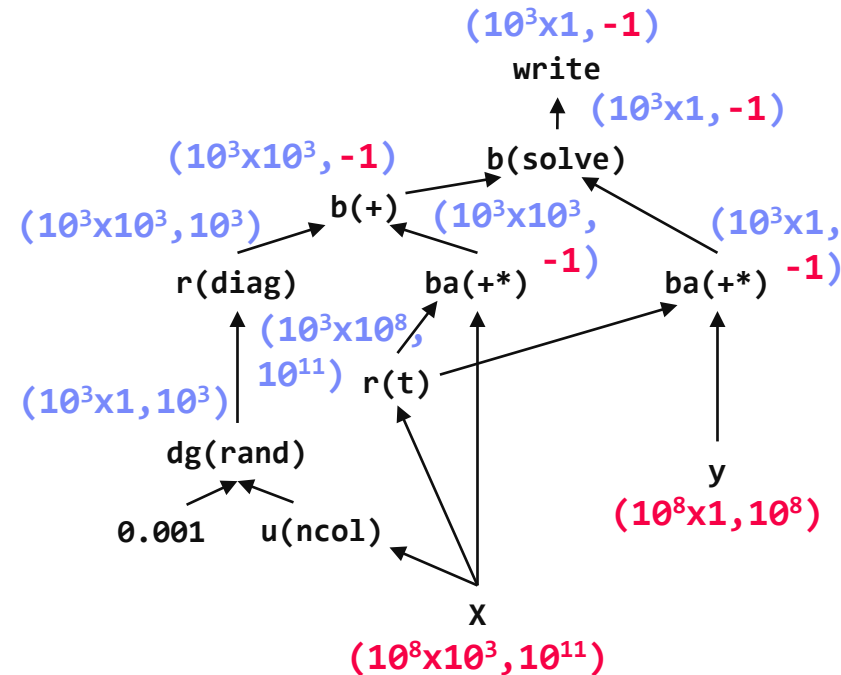 (10³x1,-1)
write
(10³x1,-1)
(10³x10³,-1)
b(solve)
(10³x10³,10³)
b(+)
(10³x10³,
-1)
(10³x1,
-1)
r(diag)
ba(+*)
ba(+*)
(10³x10⁸,
10¹¹)
r(t)
(10³x1,10³)
dg(rand)
y
(10⁸x1,10⁸)
0.001
u(ncol)
X
(10⁸x10³,10¹¹)